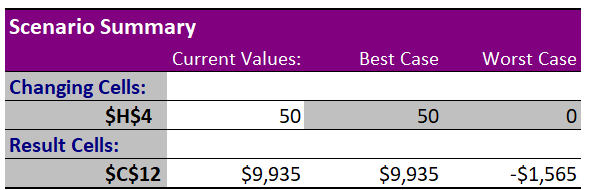 Scenario Summary
Current Values: Best Case Worst Case
Changing Cells:
$H$4 50 50 0
Result Cells:
$C$12 $9,935 $9,935 -$1,565